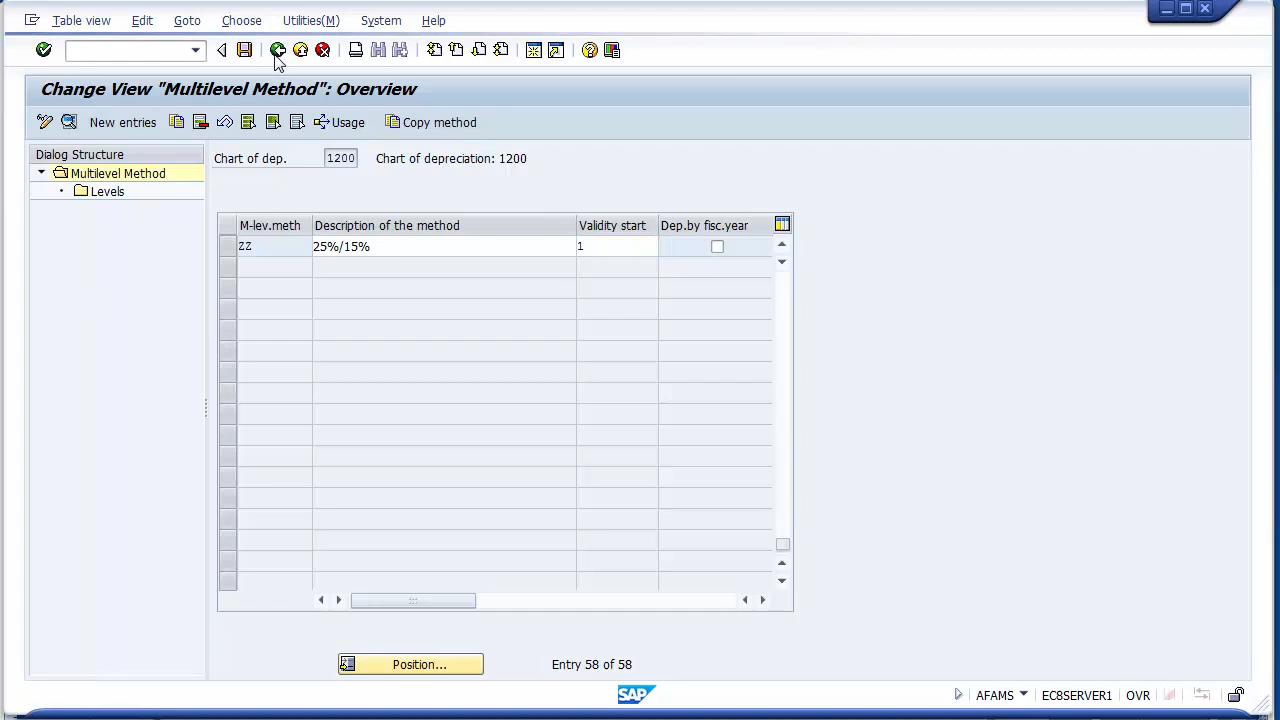 Table view Edit Goto Choose Utilities(M) System Help
Change View "Multilevel Method": Overview
New entries Usage Copy method
Dialog Structure
Multilevel Method
Levels
Chart of dep. 1200 Chart of depreciation: 1200
M-lev.meth Description of the method Validity start Dep.by fisc.year
ZZ 25%/15% 1
Position... Entry 58 of 58
SAP
AFAMS EC8SERVER1 OVR